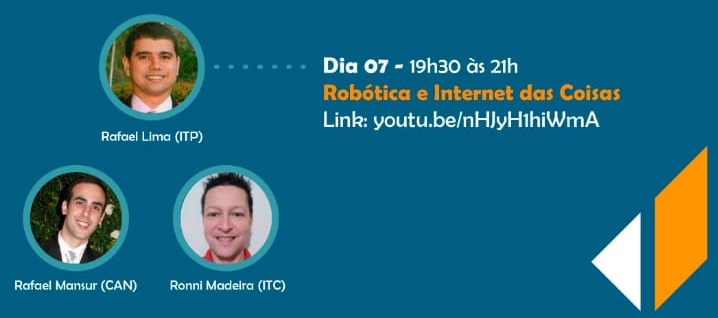 Dia 07 - 19h30 às 21h
Robótica e Internet das Coisas
Link: youtu.be/nHJyH1hiWmA
Rafael Lima (ITP)
Rafael Mansur (CAN)
Ronni Madeira (ITC)